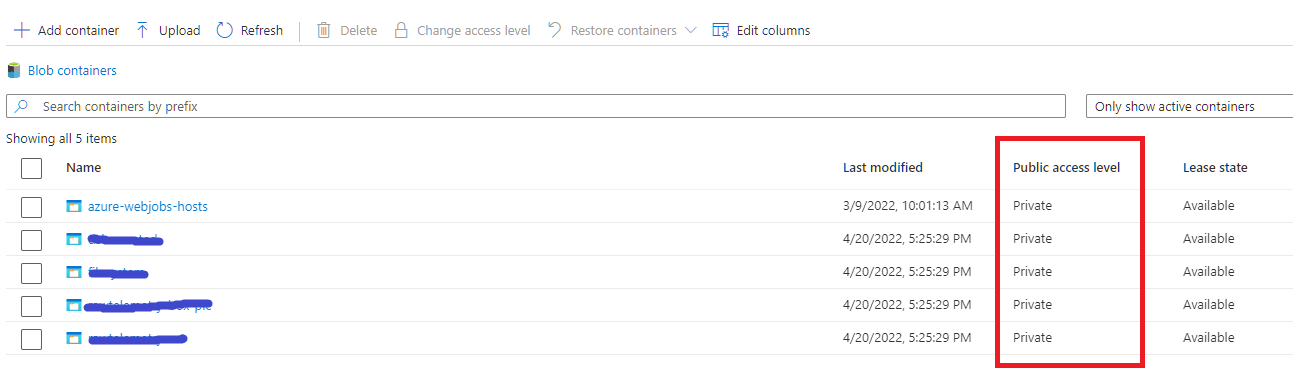 Add container Upload Refresh Delete Change access level Restore containers Edit columns
Blob containers
Search containers by prefix Only show active containers
Showing all 5 items
Name Last modified Public access level Lease state
azure-webjobs-hosts 3/9/2022, 10:01:13 AM Private Available
4/20/2022, 5:25:29 PM Private Available
4/20/2022, 5:25:29 PM Private Available
4/20/2022, 5:25:29 PM Private Available
4/20/2022, 5:25:29 PM Private Available